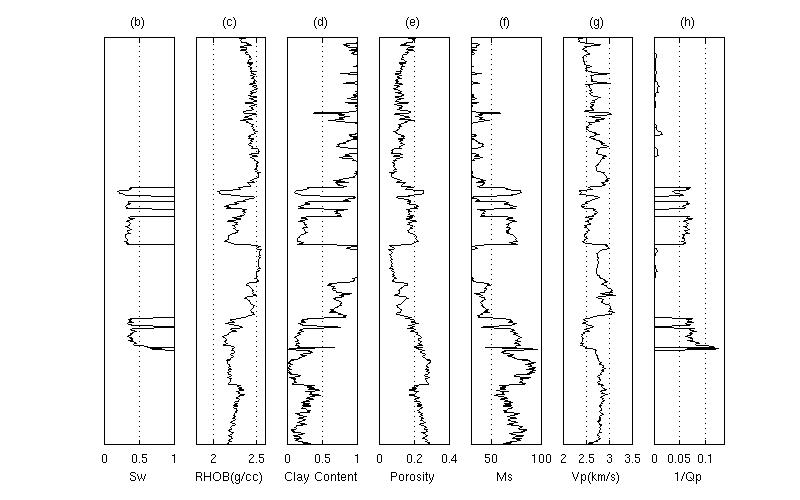 (b) (c) (d) (e) (f) (g) (h)
0 0.5 1 2 2.5 0 0.5 1 0 0.2 0.4 50 100 2 2.5 3 3.5 0 0.05 0.1
Sw RHOB(g/cc) Clay Content Porosity Ms Vp(km/s) 1/Qp